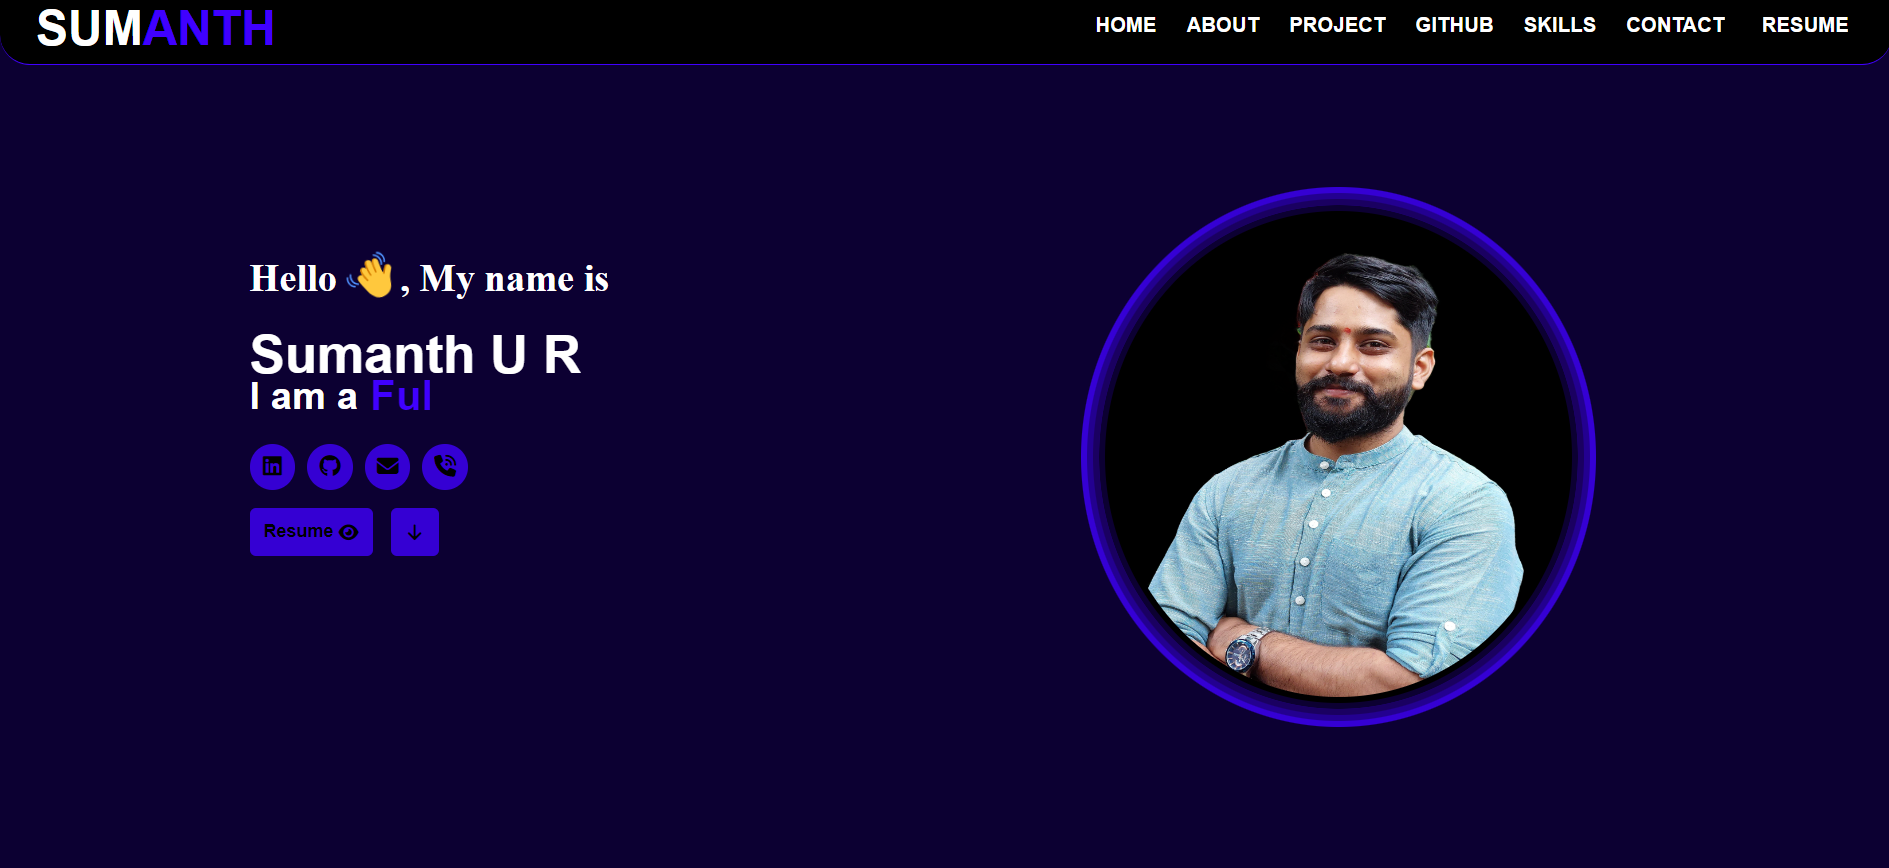 SUMANTH
HOME ABOUT PROJECT GITHUB SKILLS CONTACT RESUME
Hello 👋, My name is
Sumanth U R
I am a Ful
Resume